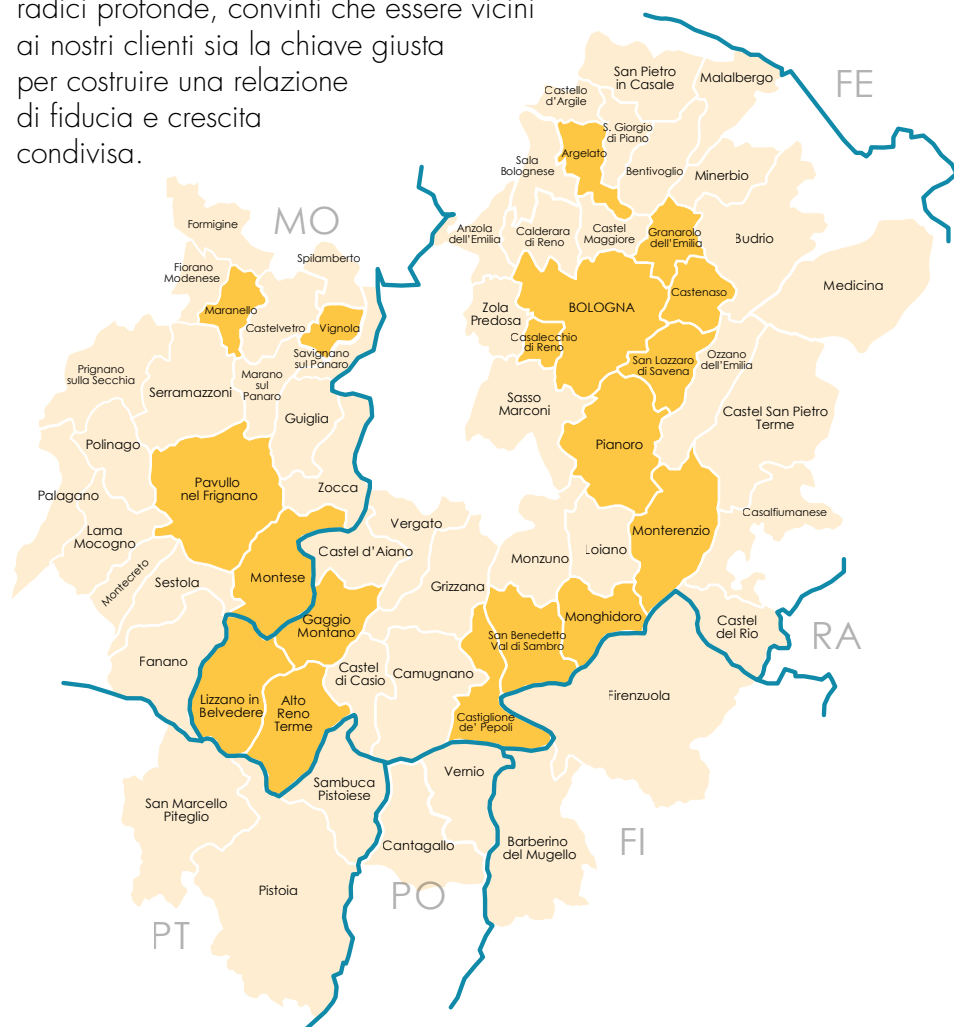 radici profonde, convinti che essere vicini
ai nostri clienti sia la chiave giusta
per costruire una relazione
di fiducia e crescita
condivisa.
San Pietro
in Casale
Malalbergo
FE
Castello
d'Argile
S. Giorgio
di Piano
Argelato
Sala
Bolognese
Bentivoglio
Minerbio
MO
Formigine
Anzola
dell'Emilia
Calderara
di Reno
Castel
Maggiore
Granarolo
dell'Emilia
Budrio
Spilamberto
Fiorano
Modenese
Medicina
Castenaso
Maranello
Zola
Predosa
BOLOGNA
Castelvetro
Vignola
Casalecchio
di Reno
Savignano
sul Panaro
San Lazzaro
di Savena
Ozzano
dell'Emilia
Prignano
sulla Secchia
Marano
sul
Panaro
Serramazzoni
Sasso
Marconi
Guiglia
Castel San Pietro
Terme
Polinago
Pianoro
Pavullo
nel Frignano
Zocca
Palagano
Casalfiumanese
Vergato
Lama
Mocogno
Monterenzio
Castel d'Aiano
Loiano
Monzuno
Montecreto
Sestola
Montese
Grizzana
Gaggio
Montano
Monghidoro
Castel
del Rio
RA
San Benedetto
Val di Sambro
Fanano
Castel
di Casio
Camugnano
Lizzano in
Belvedere
Alto
Reno
Terme
Firenzuola
Castiglione
de' Pepoli
Vernio
Sambuca
Pistoiese
San Marcello
Piteglio
Cantagallo
Barberino
del Mugello
FI
Pistoia
PO
PT